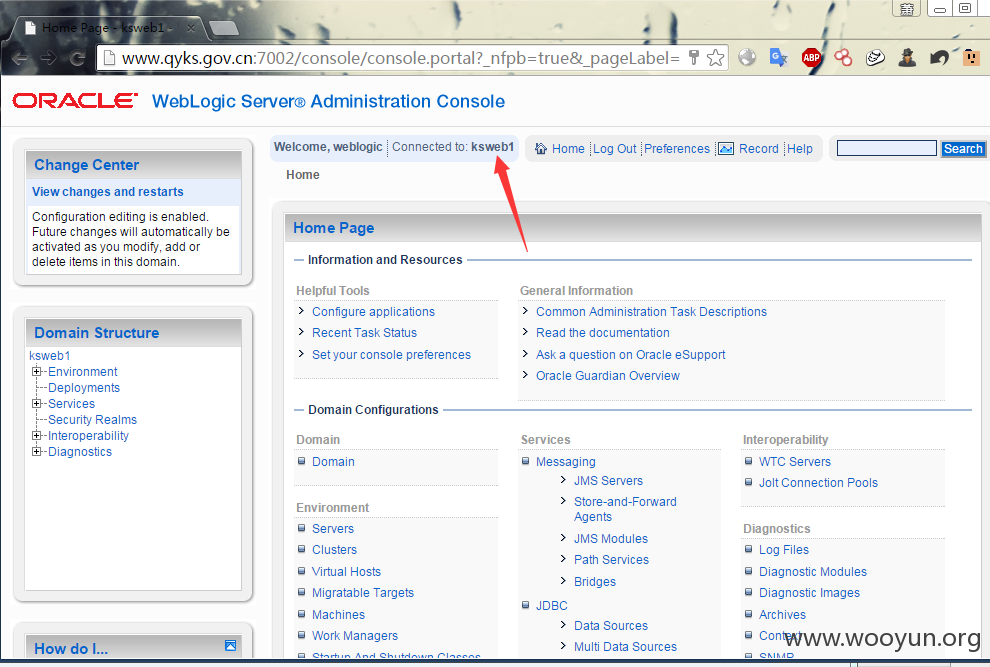 Home Page - ksweb1 -
www.qyks.gov.cn:7002/console/console.portal?_nfpb=true&_pageLabel=
ABP
ORACLE® WebLogic Server® Administration Console
Change Center
View changes and restarts
Configuration editing is enabled.
Future changes will automatically be
activated as you modify, add or
delete items in this domain.
Domain Structure
ksweb1
Environment
Deployments
Services
Security Realms
Interoperability
Diagnostics
How do I...
Welcome, weblogic
Connected to: ksweb1
Home
Log Out
Preferences
Record
Help
Search
Home
Home Page
Information and Resources
Helpful Tools
Configure applications
Recent Task Status
Set your console preferences
General Information
Common Administration Task Descriptions
Read the documentation
Ask a question on Oracle eSupport
Oracle Guardian Overview
Domain Configurations
Domain
Domain
Environment
Servers
Clusters
Virtual Hosts
Migratable Targets
Machines
Work Managers
Startup And Shutdown Classes
Services
Messaging
JMS Servers
Store-and-Forward
Agents
JMS Modules
Path Services
Bridges
JDBC
Data Sources
Multi Data Sources
Interoperability
WTC Servers
Jolt Connection Pools
Diagnostics
Log Files
Diagnostic Modules
Diagnostic Images
Archives
SNMP
www.wooyun.org